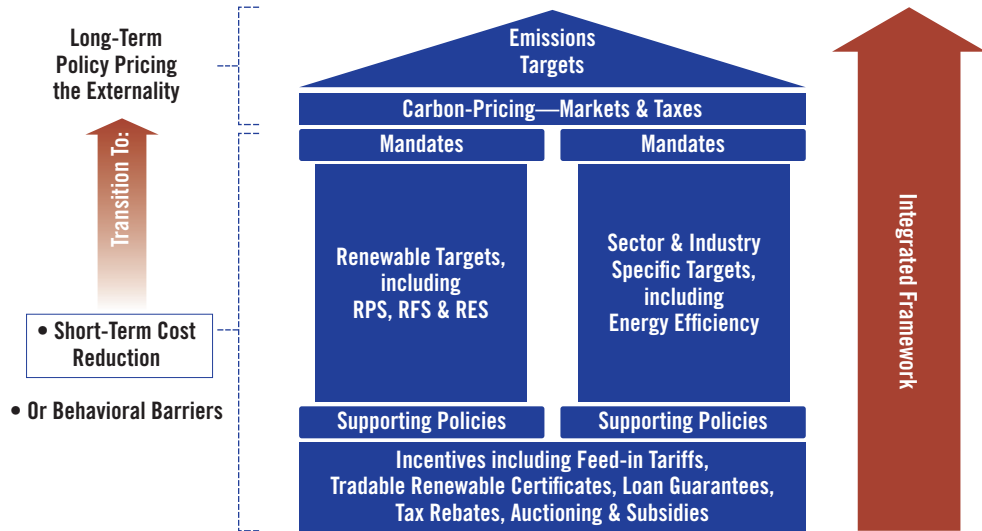 Long-Term
Policy Pricing
the Externality
Transition To:
• Short-Term Cost
Reduction
• Or Behavioral Barriers
Emissions
Targets
Carbon-Pricing—Markets & Taxes
Mandates
Mandates
Renewable Targets,
including
RPS, RFS & RES
Sector & Industry
Specific Targets,
including
Energy Efficiency
Supporting Policies
Supporting Policies
Incentives including Feed-in Tariffs,
Tradable Renewable Certificates, Loan Guarantees,
Tax Rebates, Auctioning & Subsidies
Integrated Framework